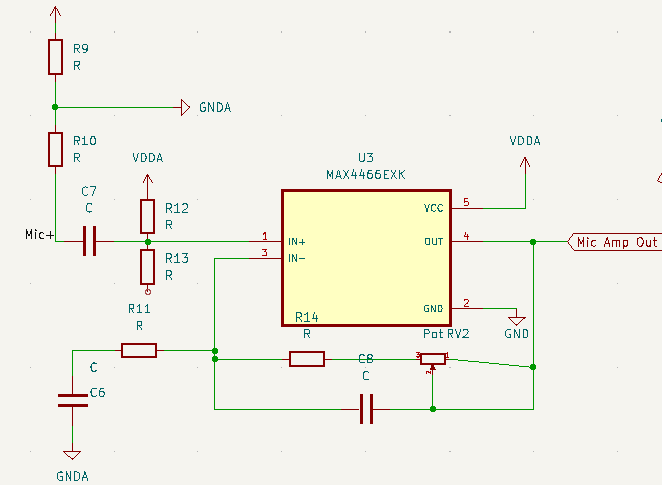 R9
R
GNDA
R10
R
VDDA
U3
MAX4466EXK
VDDA
C7
C
R12
R
VCC
5
Mic+
1
IN+
OUT
4
Mic Amp Out
3
IN-
R13
R
GND
2
R11
R
R14
R
Pot RV2
GND
C8
C
3
1
2
C
C6
GNDA